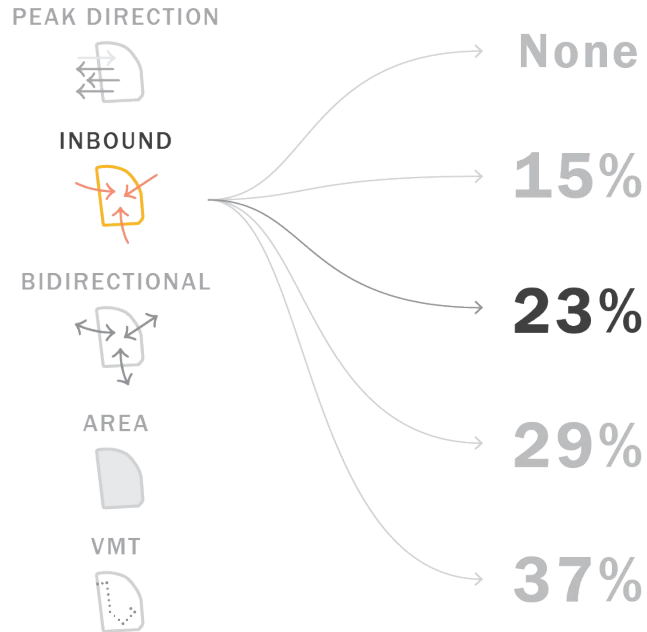 PEAK DIRECTION
None
INBOUND
15%
BIDIRECTIONAL
23%
AREA
29%
VMT
37%